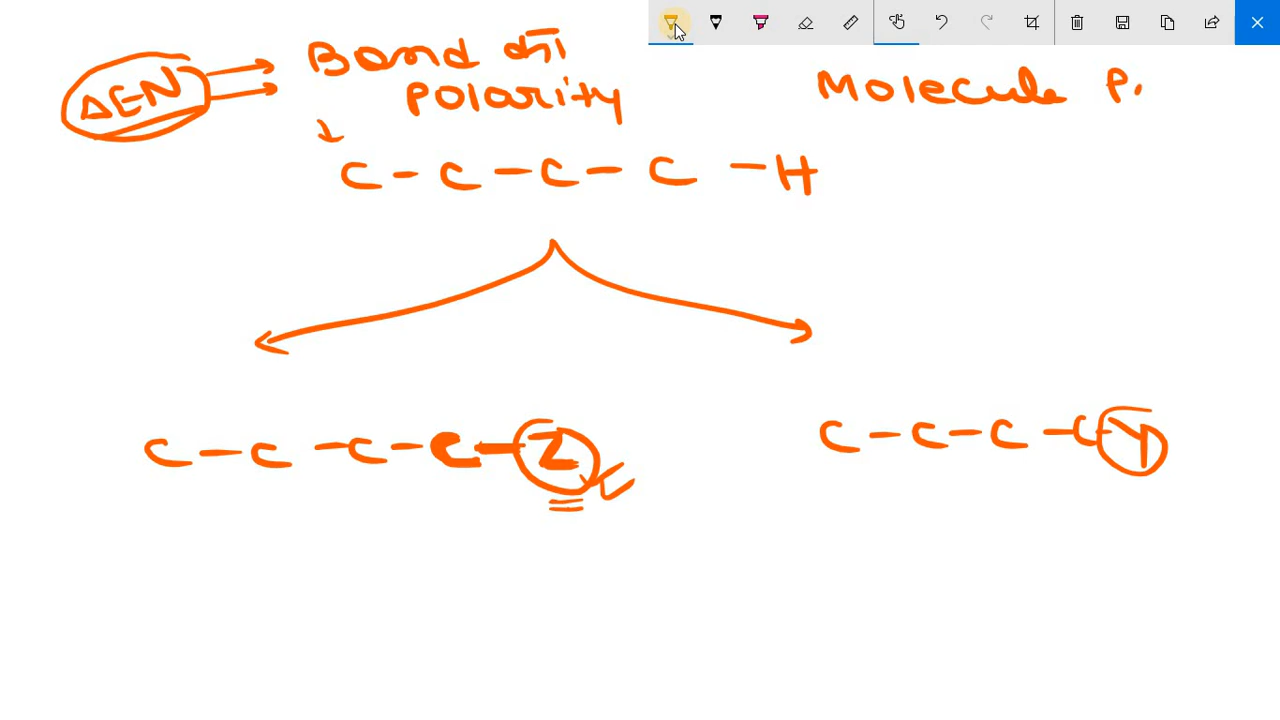 ΔEN
Bond की
Polarity
Molecule P.
C - C - C - C - H
C - C - C - C - Z
C - C - C - C Y